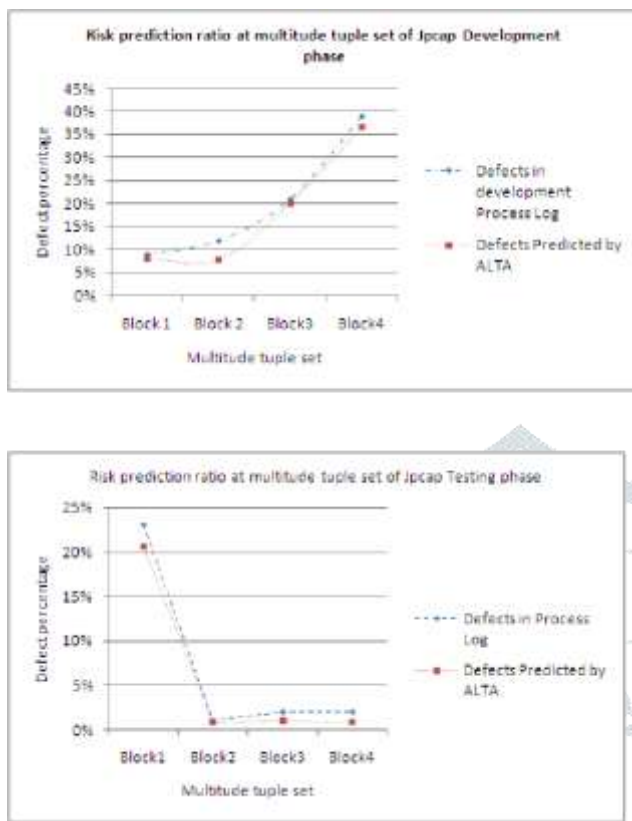 Risk prediction ratio at multitude tuple set of Jpcap Development
phase
45%
40%
35%
30%
25%
20%
15%
10%
5%
0%
Defect percentage
Block 1 Block 2 Block3 Block4
Multitude tuple set
Defects in
development
Process Log
Defects Predicted by
ALTA
Risk prediction ratio at multitude tuple set of Jpcap Testing phase
25%
20%
15%
10%
5%
0%
Defect percentage
Block1 Block2 Block3 Block4
Multitude tuple set
Defects in Process
Log
Defects Predicted by
ALTA